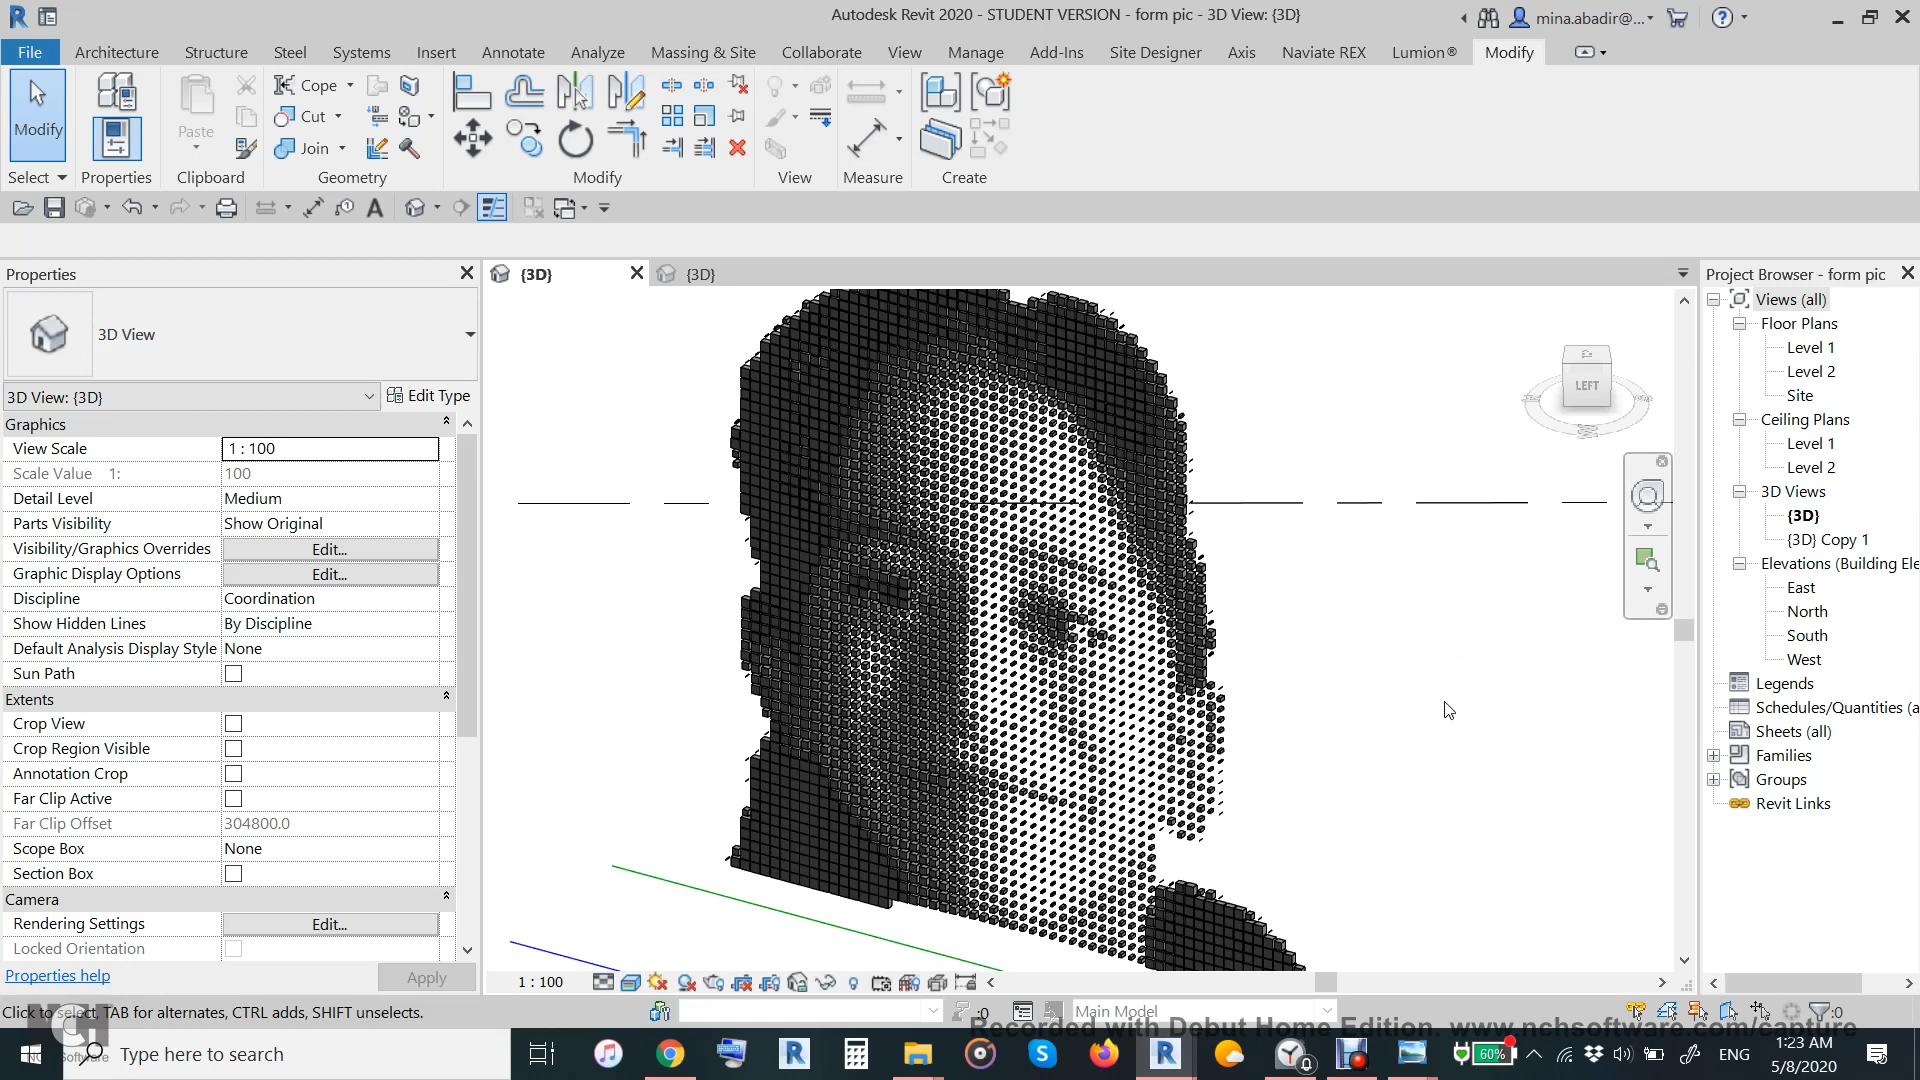 Autodesk Revit 2020 - STUDENT VERSION - form pic - 3D View: {3D}
mina.abadir@...
File Architecture Structure Steel Systems Insert Annotate Analyze Massing & Site Collaborate View Manage Add-Ins Site Designer Axis Naviate REX Lumion® Modify
Modify
Paste
Cope
Cut
Join
Select Properties Clipboard Geometry Modify View Measure Create
Properties
{3D}
{3D}
Project Browser - form pic
3D View
3D View: {3D}
Edit Type
Graphics
View Scale 1 : 100
Scale Value 1: 100
Detail Level Medium
Parts Visibility Show Original
Visibility/Graphics Overrides Edit...
Graphic Display Options Edit...
Discipline Coordination
Show Hidden Lines By Discipline
Default Analysis Display Style None
Sun Path
Extents
Crop View
Crop Region Visible
Annotation Crop
Far Clip Active
Far Clip Offset 304800.0
Scope Box None
Section Box
Camera
Rendering Settings Edit...
Locked Orientation
Properties help
Apply
LEFT
Views (all)
Floor Plans
Level 1
Level 2
Site
Ceiling Plans
Level 1
Level 2
3D Views
{3D}
{3D} Copy 1
Elevations (Building Ele
East
North
South
West
Legends
Schedules/Quantities (a
Sheets (all)
Families
Groups
Revit Links
1 : 100
Click to select, TAB for alternates, CTRL adds, SHIFT unselects.
:0
Main Model
:0
Recorded with Debut Home Edition. www.nchsoftware.com/capture
NCH Software
Type here to search
60%
ENG
1:23 AM
5/8/2020